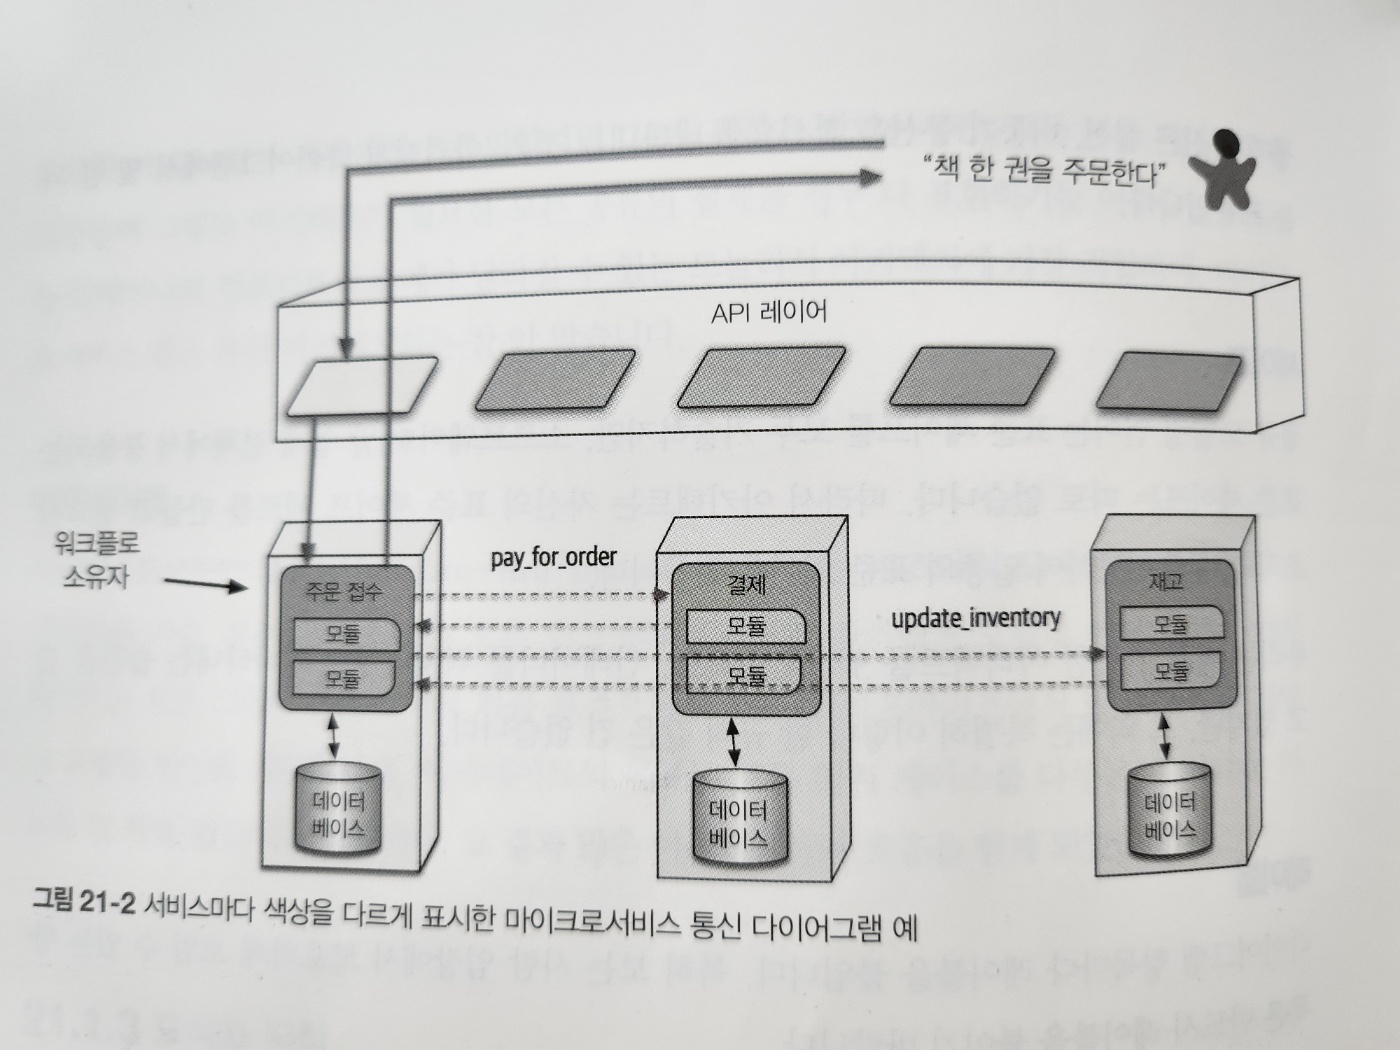 “책 한 권을 주문한다”
API 레이어
워크플로
소유자
pay_for_order
update_inventory
주문 접수
모듈
모듈
데이터
베이스
결제
모듈
모듈
데이터
베이스
재고
모듈
모듈
데이터
베이스
그림 21-2 서비스마다 색상을 다르게 표시한 마이크로서비스 통신 다이어그램 예